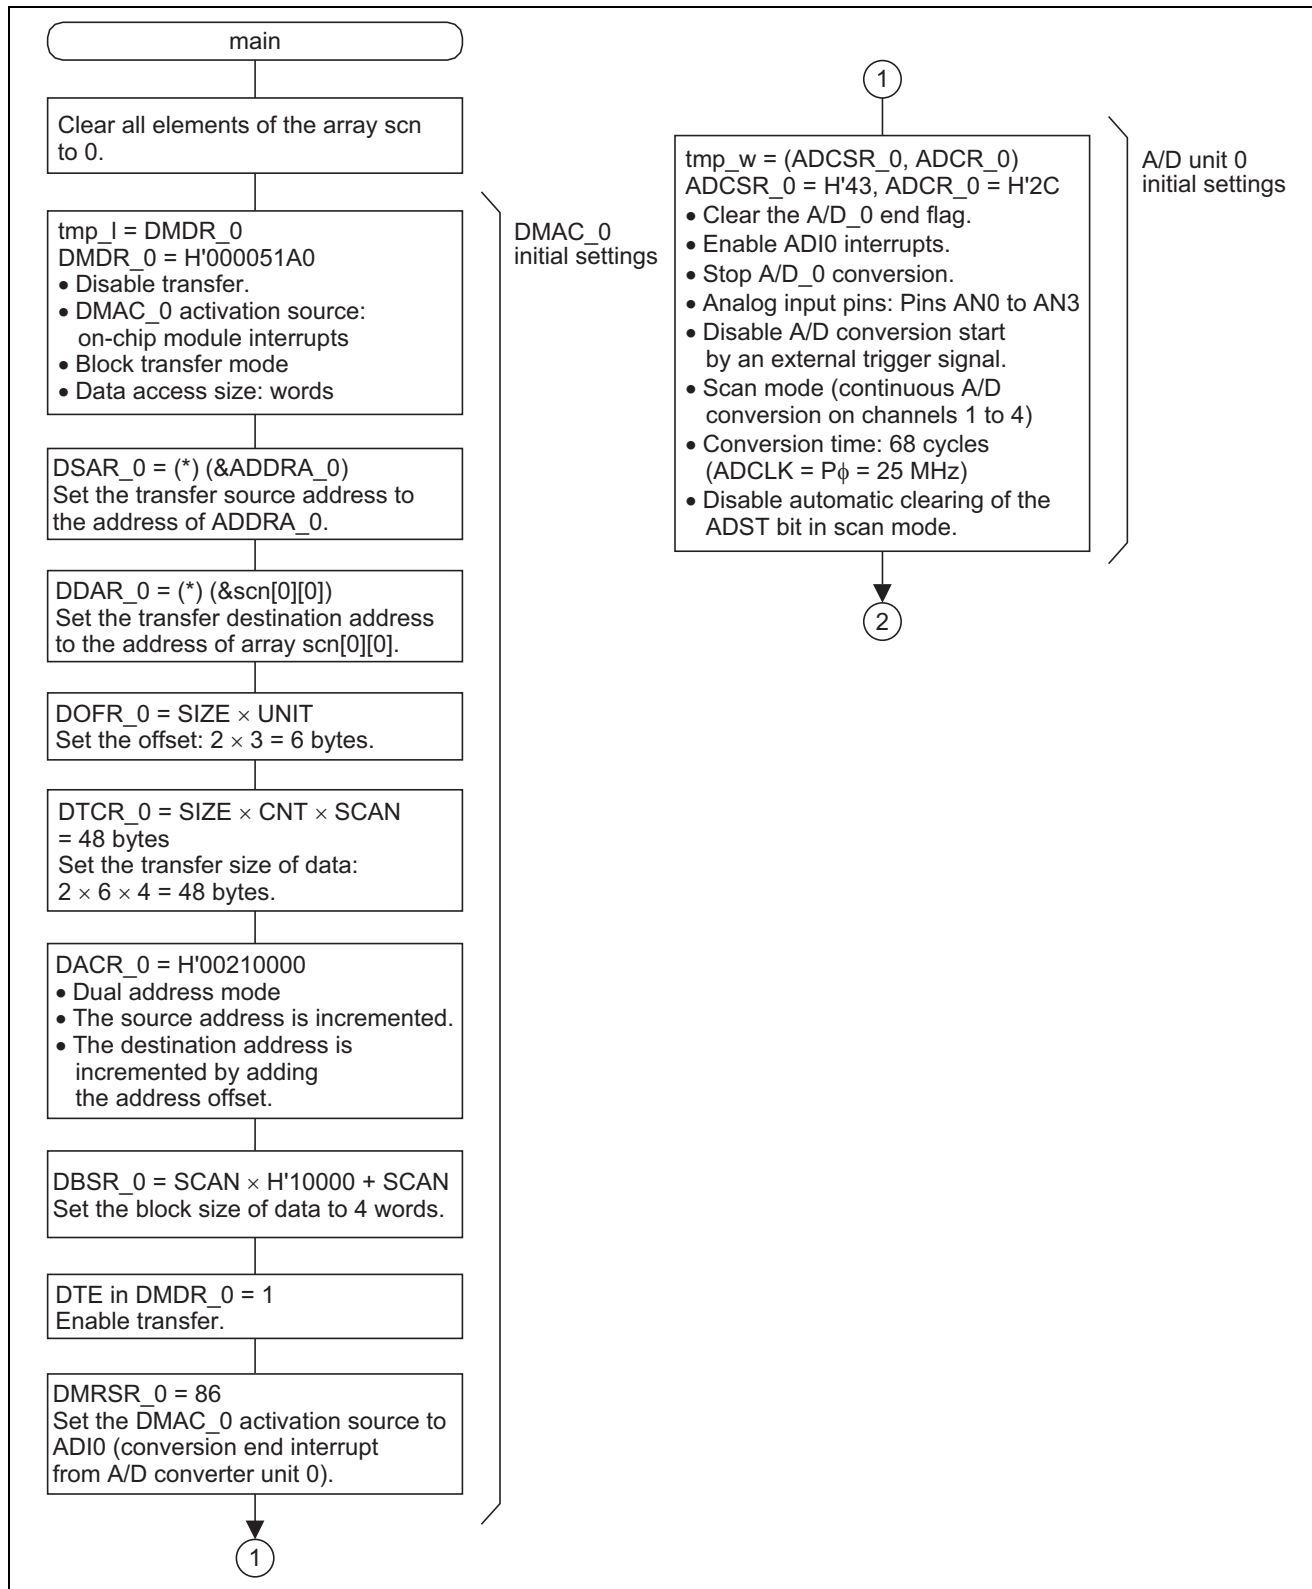 main
Clear all elements of the array scn
to 0.
tmp_l = DMDR_0
DMDR_0 = H'000051A0
• Disable transfer.
• DMAC_0 activation source:
on-chip module interrupts
• Block transfer mode
• Data access size: words
DSAR_0 = (*) (&ADDRA_0)
Set the transfer source address to
the address of ADDRA_0.
DDAR_0 = (*) (&scn[0][0])
Set the transfer destination address
to the address of array scn[0][0].
DOFR_0 = SIZE × UNIT
Set the offset: 2 × 3 = 6 bytes.
DTCR_0 = SIZE × CNT × SCAN
= 48 bytes
Set the transfer size of data:
2 × 6 × 4 = 48 bytes.
DACR_0 = H'00210000
• Dual address mode
• The source address is incremented.
• The destination address is
incremented by adding
the address offset.
DBSR_0 = SCAN × H'10000 + SCAN
Set the block size of data to 4 words.
DTE in DMDR_0 = 1
Enable transfer.
DMRSR_0 = 86
Set the DMAC_0 activation source to
ADI0 (conversion end interrupt
from A/D converter unit 0).
1
DMAC_0
initial settings
1
tmp_w = (ADCSR_0, ADCR_0)
ADCSR_0 = H'43, ADCR_0 = H'2C
• Clear the A/D_0 end flag.
• Enable ADI0 interrupts.
• Stop A/D_0 conversion.
• Analog input pins: Pins AN0 to AN3
• Disable A/D conversion start
by an external trigger signal.
• Scan mode (continuous A/D
conversion on channels 1 to 4)
• Conversion time: 68 cycles
(ADCLK = Pϕ = 25 MHz)
• Disable automatic clearing of the
ADST bit in scan mode.
2
A/D unit 0
initial settings